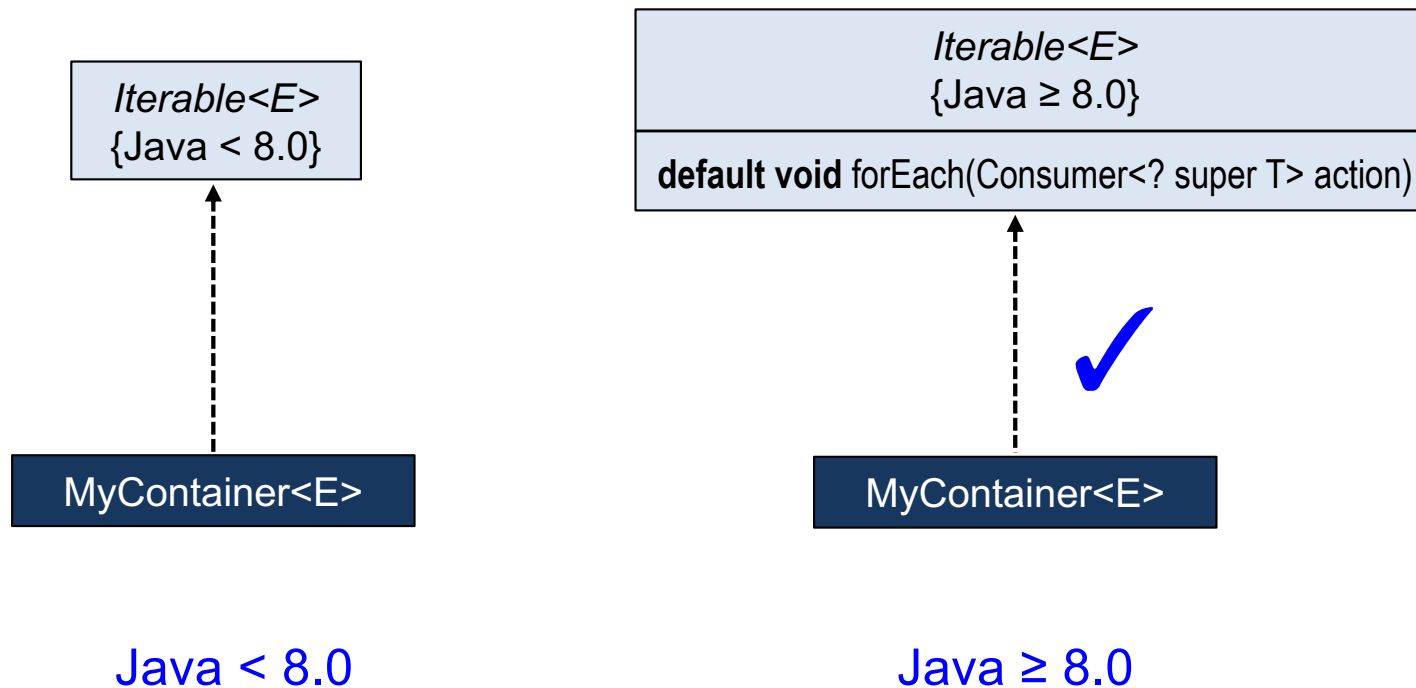 Iterable<E>
{Java < 8.0}
MyContainer<E>
Java < 8.0
Iterable<E>
{Java ≥ 8.0}
default void forEach(Consumer<? super T> action)
MyContainer<E>
Java ≥ 8.0